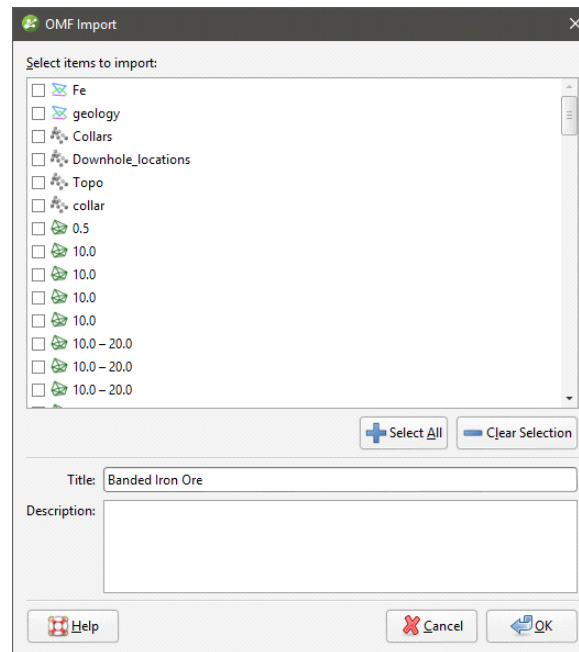 OMF Import
Select items to import:
Fe
geology
Collars
Downhole_locations
Topo
collar
0.5
10.0
10.0
10.0
10.0
10.0 – 20.0
10.0 – 20.0
10.0 – 20.0
Select All
Clear Selection
Title: Banded Iron Ore
Description:
Help
Cancel
OK